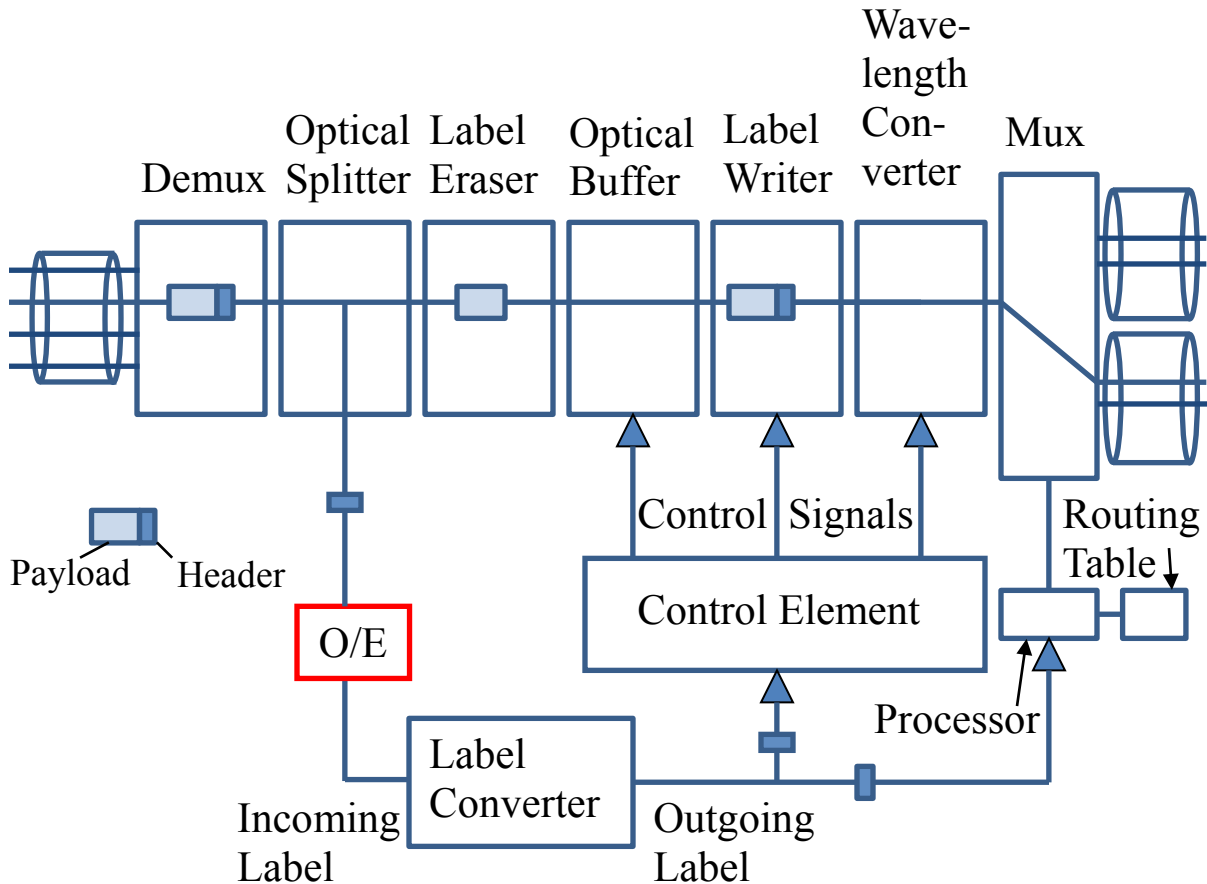 Demux
Optical
Splitter
Label
Eraser
Optical
Buffer
Label
Writer
Wave-
length
Con-
verter
Mux
Payload
Header
O/E
Control Signals
Control Element
Routing
Table
Processor
Label
Converter
Incoming
Label
Outgoing
Label